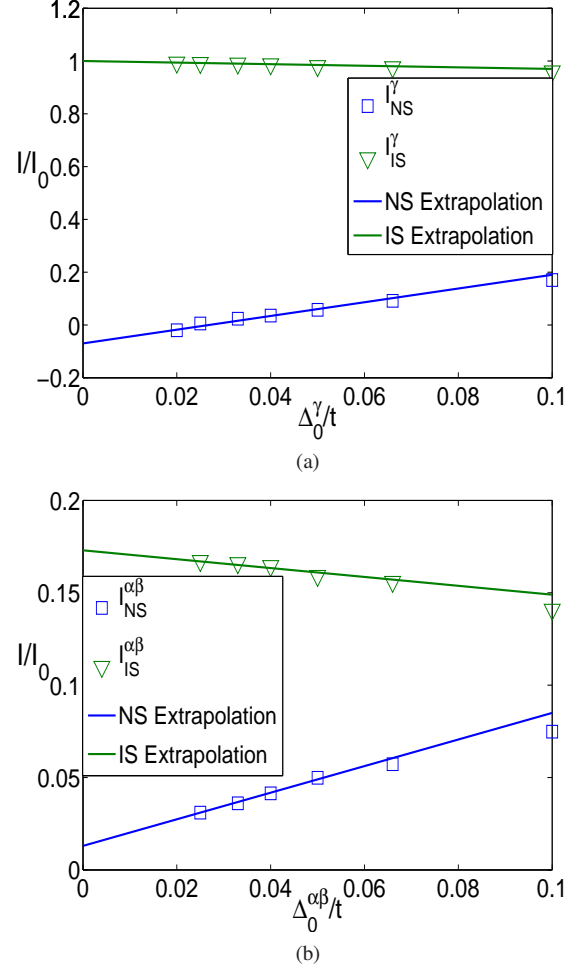 1.2
1
0.8
0.6
0.4
0.2
0
−0.2
I/I0
I^γ_NS
I^γ_IS
NS Extrapolation
IS Extrapolation
0 0.02 0.04 0.06 0.08 0.1
Δ^γ_0/t
(a)
0.2
0.15
0.1
0.05
0
I/I0
I^αβ_NS
I^αβ_IS
NS Extrapolation
IS Extrapolation
0 0.02 0.04 0.06 0.08 0.1
Δ^αβ_0/t
(b)